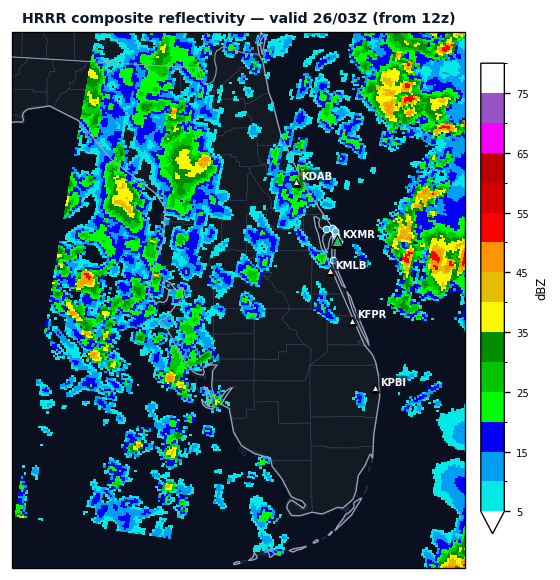 HRRR composite reflectivity — valid 26/03Z (from 12z)
KDAB
KXMR
KMLB
KFPR
KPBI
75
65
55
45
35
25
15
5
dBZ